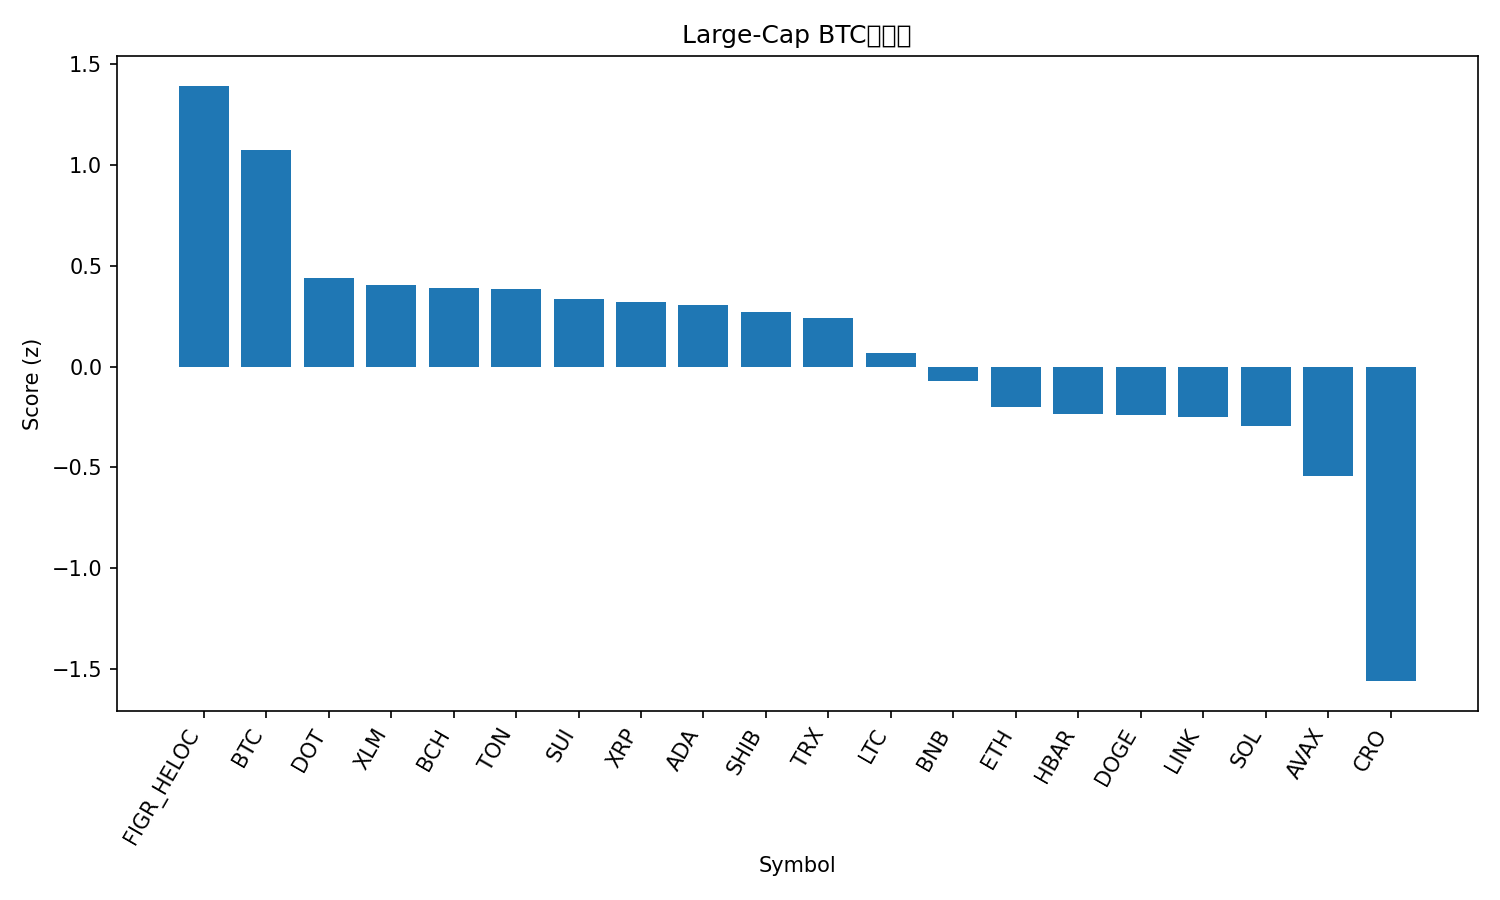 Large-Cap BTC
1.5
1.0
0.5
0.0
−0.5
−1.0
−1.5
Score (z)
FIGR_HELOC
BTC
DOT
XLM
BCH
TON
SUI
XRP
ADA
SHIB
TRX
LTC
BNB
ETH
HBAR
DOGE
LINK
SOL
AVAX
CRO
Symbol